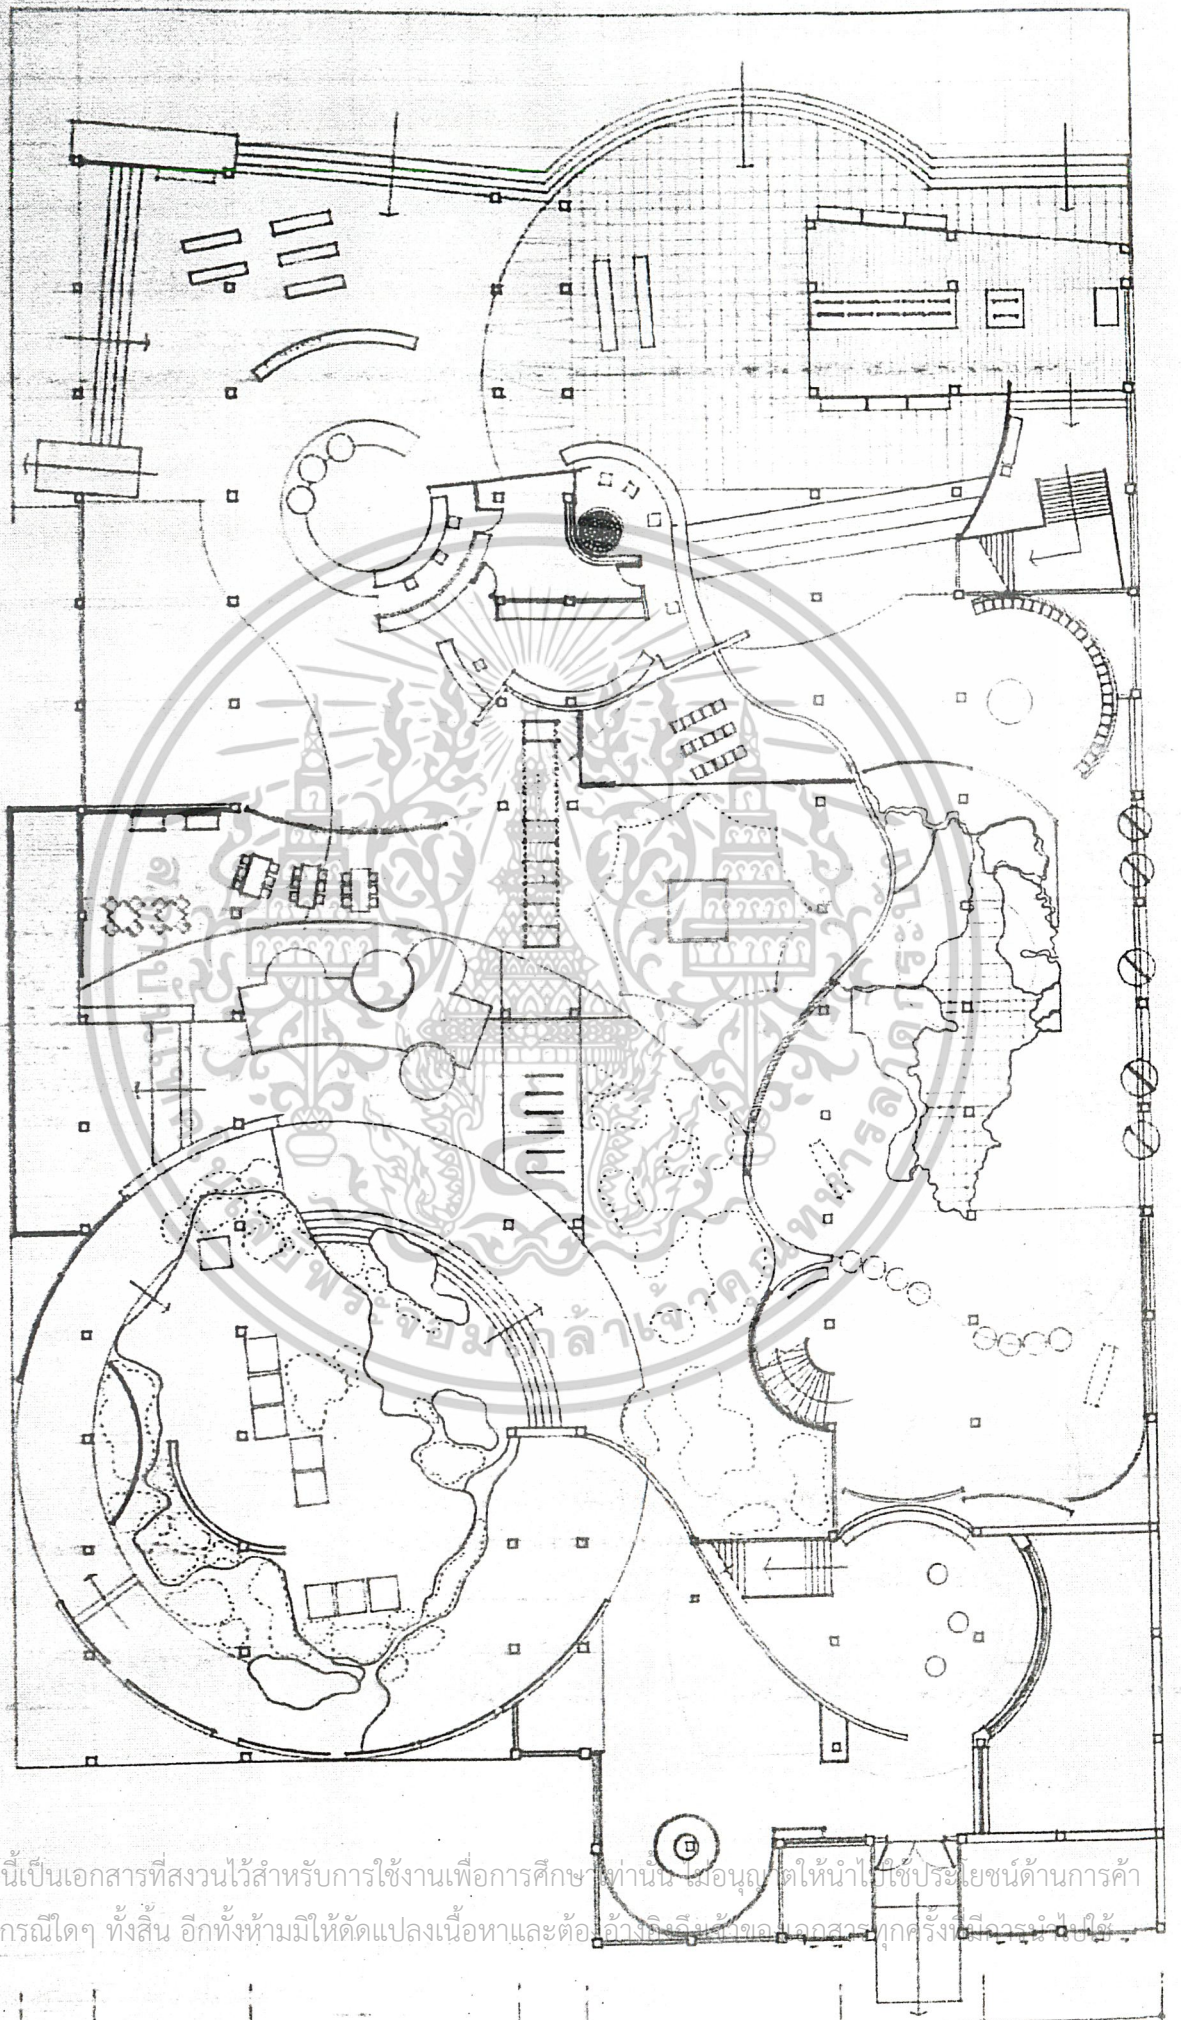 นี้เป็นเอกสารที่สงวนไว้สำหรับการใช้งานเพื่อการศึกษาเท่านั้น ไม่อนุญาตให้นำไปใช้ประโยชน์ด้านการค้า
กรณีใดๆ ทั้งสิ้น อีกทั้งห้ามมิให้ดัดแปลงเนื้อหาและต้องอ้างอิงถึงเจ้าของเอกสารทุกครั้งที่มีการนำไปใช้